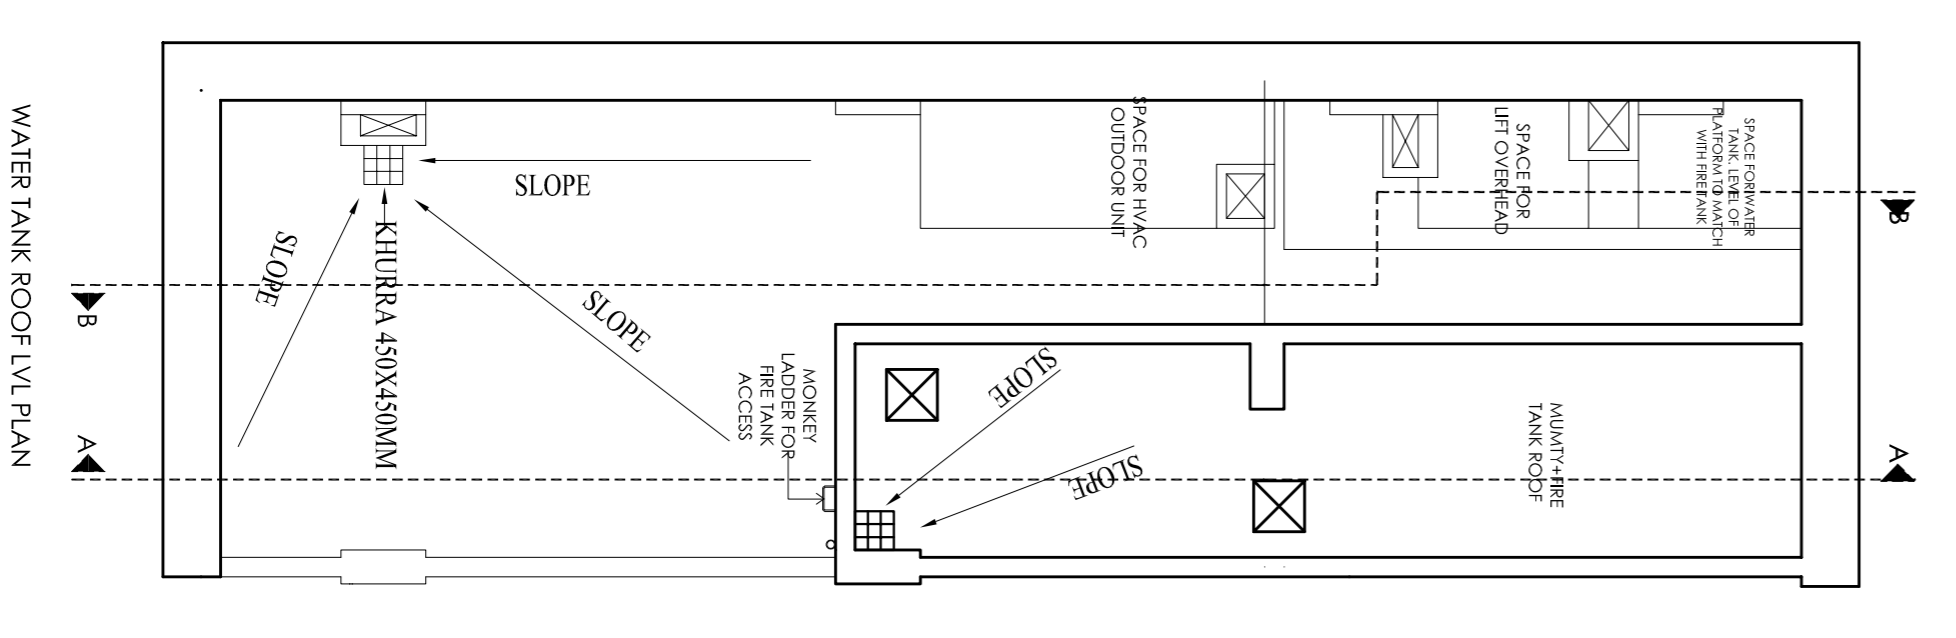 WATER TANK ROOF LVL PLAN
SPACE FOR HVAC
OUTDOOR UNIT
SPACE FOR
LIFT OVERHEAD
SPACE FOR WATER
TANK. LEVEL OF
PLATFORM TO MATCH
WITH FIRE TANK
B
SLOPE
SLOPE
KHURRA 450X450MM
SLOPE
B
MONKEY
LADDER FOR
FIRE TANK
ACCESS
SLOPE
SLOPE
MUMTY+FIRE
TANK ROOF
A
A